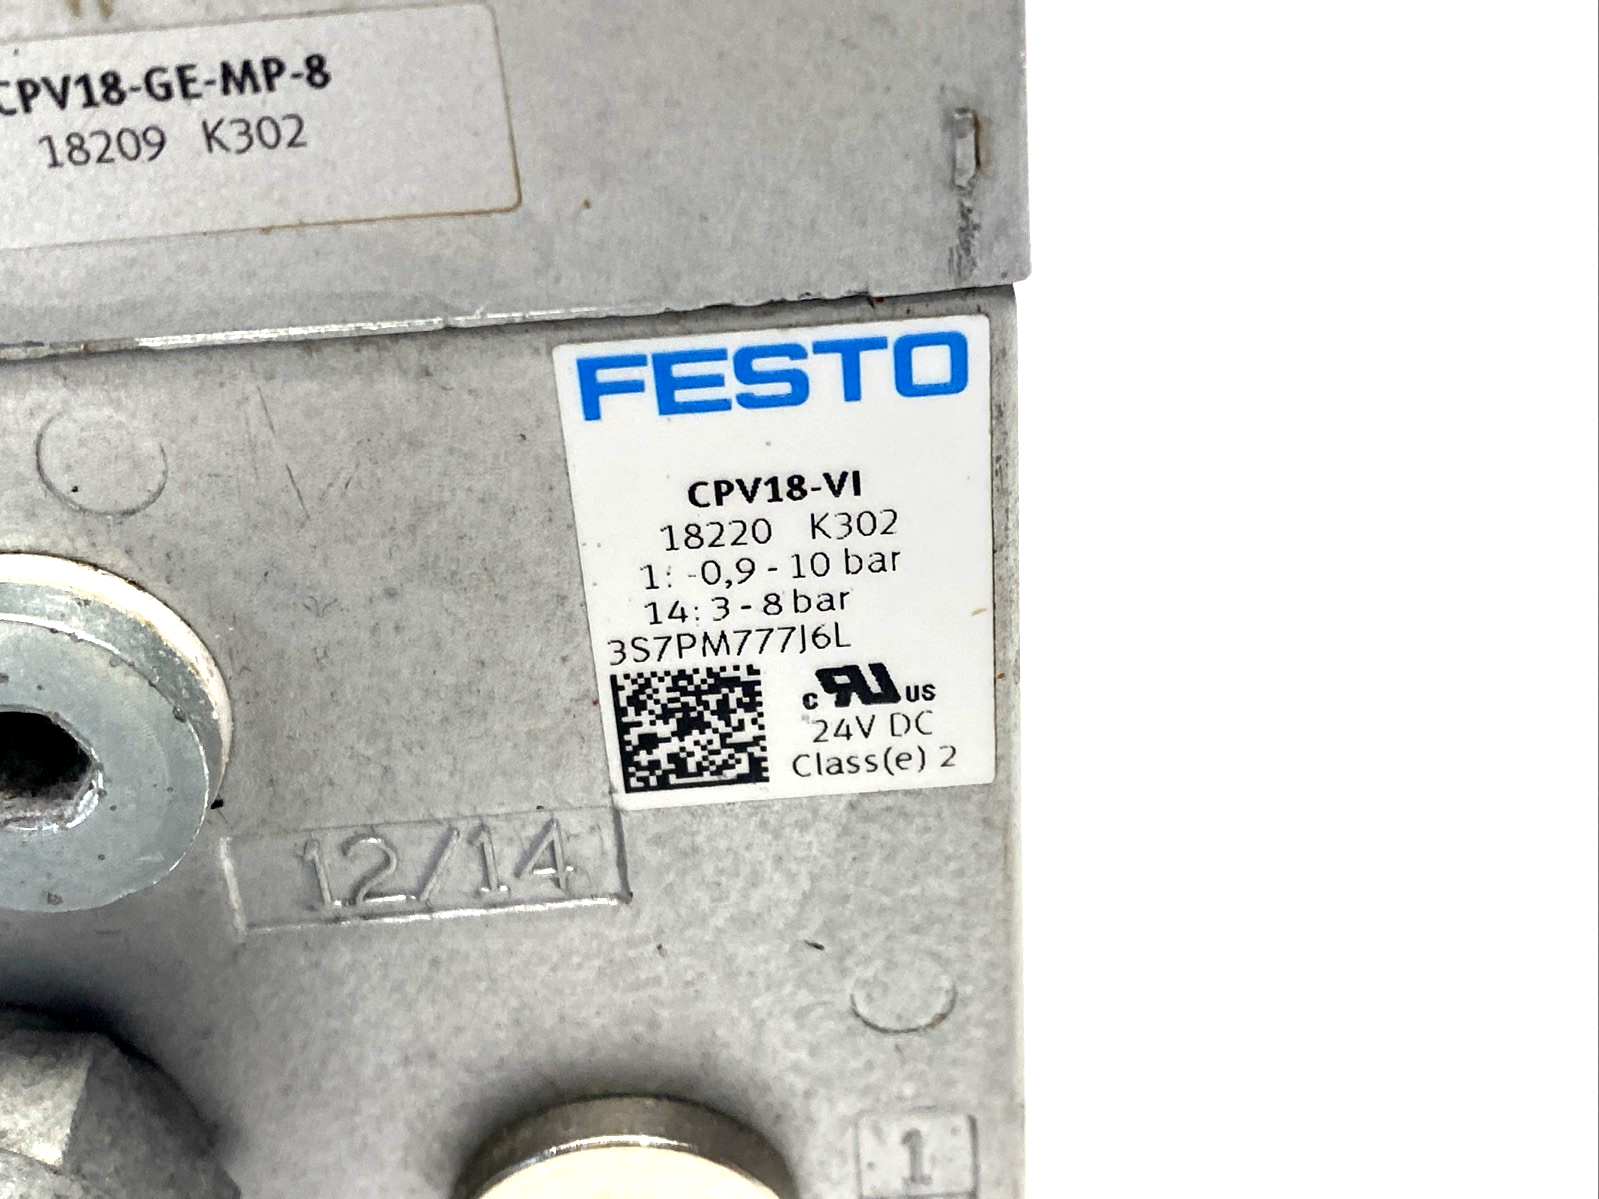 CPV18-GE-MP-8
18209 K302
FESTO
CPV18-VI
18220 K302
1: -0,9 - 10 bar
14: 3 - 8 bar
3S7PM777J6L
c RU us
24V DC
Class(e) 2
12/14
1